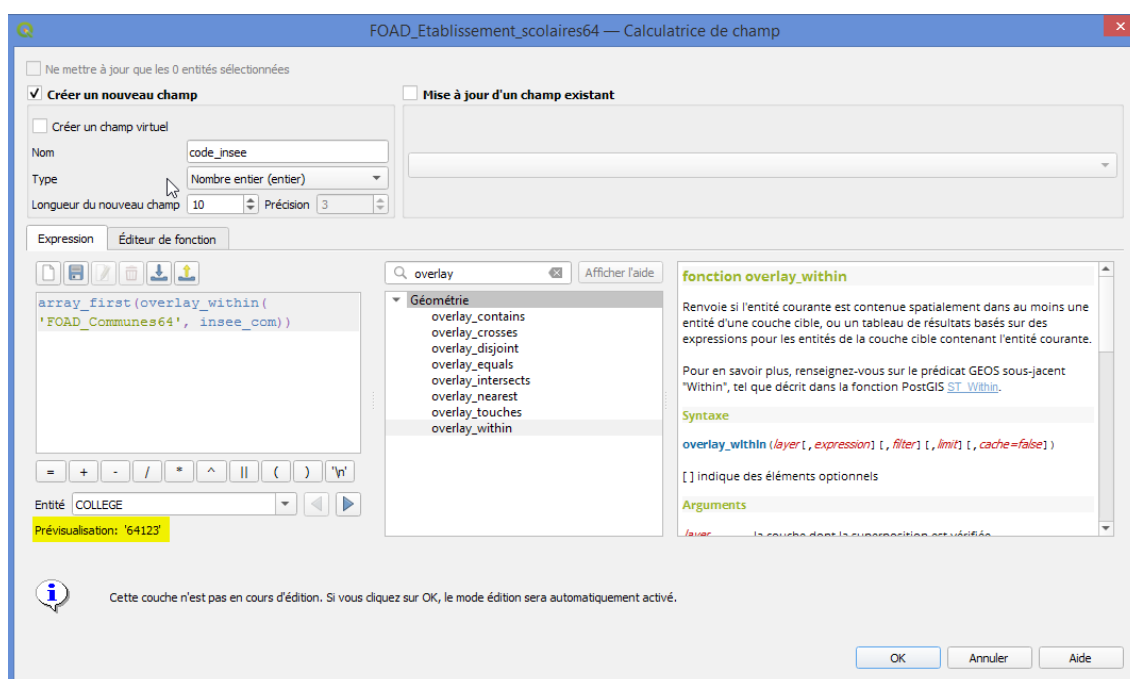 FOAD_Etablissement_scolaires64 — Calculatrice de champ
Ne mettre à jour que les 0 entités sélectionnées
Créer un nouveau champ
Mise à jour d'un champ existant
Créer un champ virtuel
Nom code_insee
Type Nombre entier (entier)
Longueur du nouveau champ 10 Précision 3
Expression Éditeur de fonction
overlay Afficher l'aide
array_first(overlay_within(
'FOAD_Communes64', insee_com))
= + - / * ^ || ( ) '\n'
Entité COLLEGE
Prévisualisation: '64123'
Géométrie
overlay_contains
overlay_crosses
overlay_disjoint
overlay_equals
overlay_intersects
overlay_nearest
overlay_touches
overlay_within
fonction overlay_within
Renvoie si l'entité courante est contenue spatialement dans au moins une
entité d'une couche cible, ou un tableau de résultats basés sur des
expressions pour les entités de la couche cible contenant l'entité courante.
Pour en savoir plus, renseignez-vous sur le prédicat GEOS sous-jacent
"Within", tel que décrit dans la fonction PostGIS ST_Within.
Syntaxe
overlay_within(layer[, expression][, filter][, limit][, cache=false])
[ ] indique des éléments optionnels
Arguments
layer la couche dont la superposition est vérifiée
Cette couche n'est pas en cours d'édition. Si vous cliquez sur OK, le mode édition sera automatiquement activé.
OK Annuler Aide